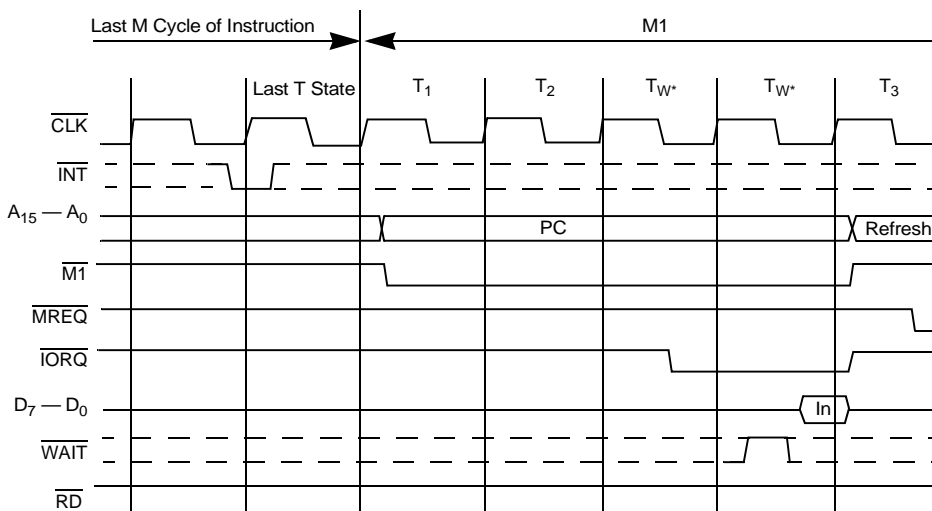 Last M Cycle of Instruction M1
Last T State T1 T2 TW* TW* T3
CLK
INT
A15 — A0 PC Refresh
M1
MREQ
IORQ
D7 — D0 In
WAIT
RD